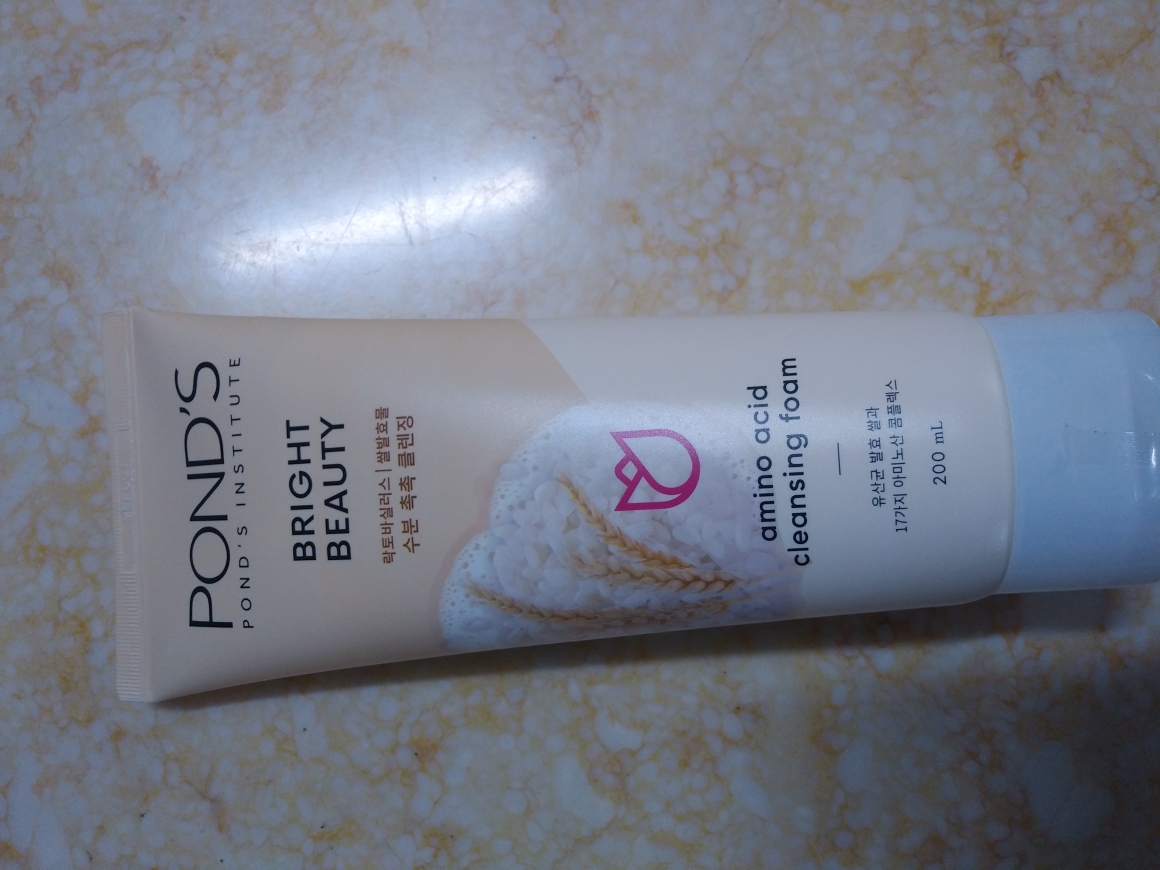 POND'S
POND'S INSTITUTE
BRIGHT
BEAUTY
락토바실러스 | 쌀발효물
수분 촉촉 클렌징
amino acid
cleansing foam
유산균 발효 쌀과
17가지 아미노산 콤플렉스
200 mL